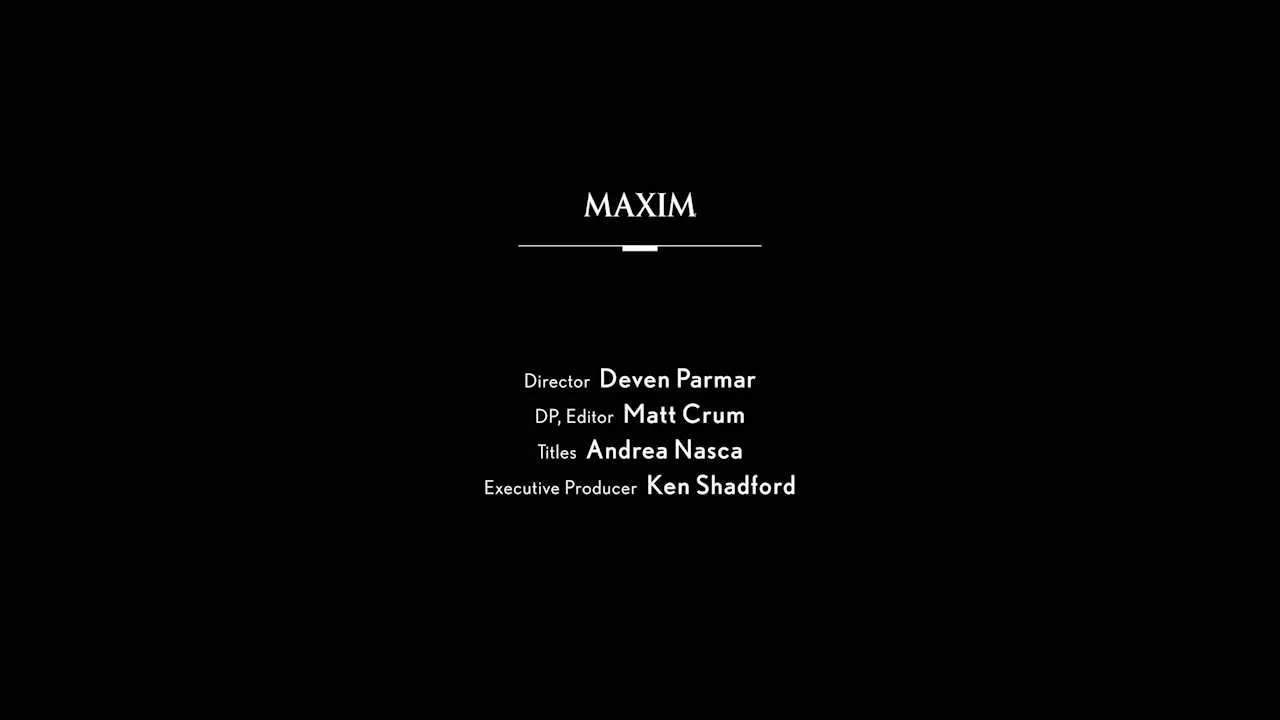 MAXIM
Director Deven Parmar
DP, Editor Matt Crum
Titles Andrea Nasca
Executive Producer Ken Shadford